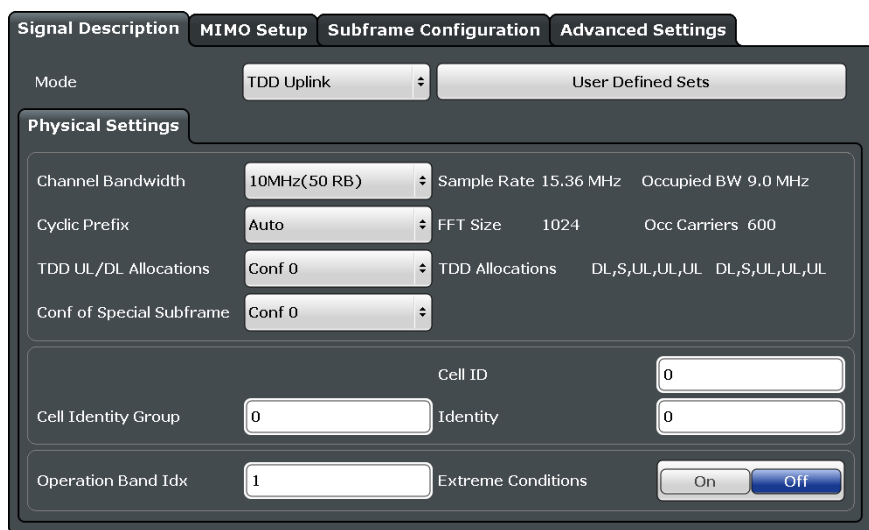 Signal Description MIMO Setup Subframe Configuration Advanced Settings
Mode TDD Uplink User Defined Sets
Physical Settings
Channel Bandwidth 10MHz(50 RB) Sample Rate 15.36 MHz Occupied BW 9.0 MHz
Cyclic Prefix Auto FFT Size 1024 Occ Carriers 600
TDD UL/DL Allocations Conf 0 TDD Allocations DL,S,UL,UL,UL DL,S,UL,UL,UL
Conf of Special Subframe Conf 0
Cell ID 0
Cell Identity Group 0 Identity 0
Operation Band Idx 1 Extreme Conditions On Off